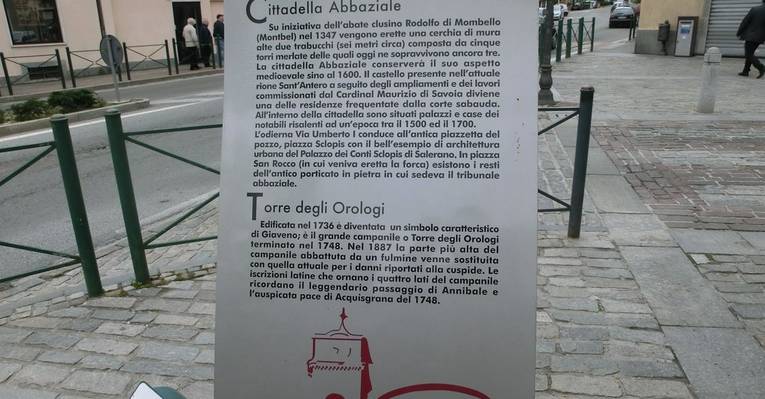 Cittadella Abbaziale
Su iniziativa dell'abate clusino Rodolfo di Mombello
(Montbel) nel 1347 vengono erette una cerchia di mura
alte due trabucchi (sei metri circa) composta da cinque
torri merlate delle quali oggi ne sopravvivono ancora tre.
La cittadella Abbaziale conserverà il suo aspetto
medioevale sino al 1600. Il castello presente nell'attuale
rione Sant'Antero a seguito degli ampliamenti e dei lavori
commissionati dal Cardinal Maurizio di Savoia diviene
una delle residenze frequentate dalla corte sabauda.
All'interno della cittadella sono situati palazzi e case dei
notabili risalenti ad un'epoca tra il 1500 ed il 1700.
L'odierna Via Umberto I conduce all'antica piazzetta del
pozzo, piazza Sclopis con il bell'esempio di architettura
urbana del Palazzo dei Conti Sclopis di Salerano. In piazza
San Rocco (in cui veniva eretta la forca) esistono i resti
dell'antico porticato in pietra in cui sedeva il tribunale
abbaziale.
Torre degli Orologi
Edificata nel 1736 è diventata un simbolo caratteristico
di Giaveno; è il grande campanile o Torre degli Orologi
terminato nel 1748. Nel 1887 la parte più alta del
campanile abbattuta da un fulmine venne sostituita
con quella attuale per i danni riportati alla cuspide. Le
iscrizioni latine che ornano i quattro lati del campanile
ricordano il leggendario passaggio di Annibale e
l'auspicata pace di Acquisgrana del 1748.